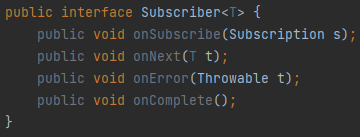 public interface Subscriber<T> {
    public void onSubscribe(Subscription s);
    public void onNext(T t);
    public void onError(Throwable t);
    public void onComplete();
}